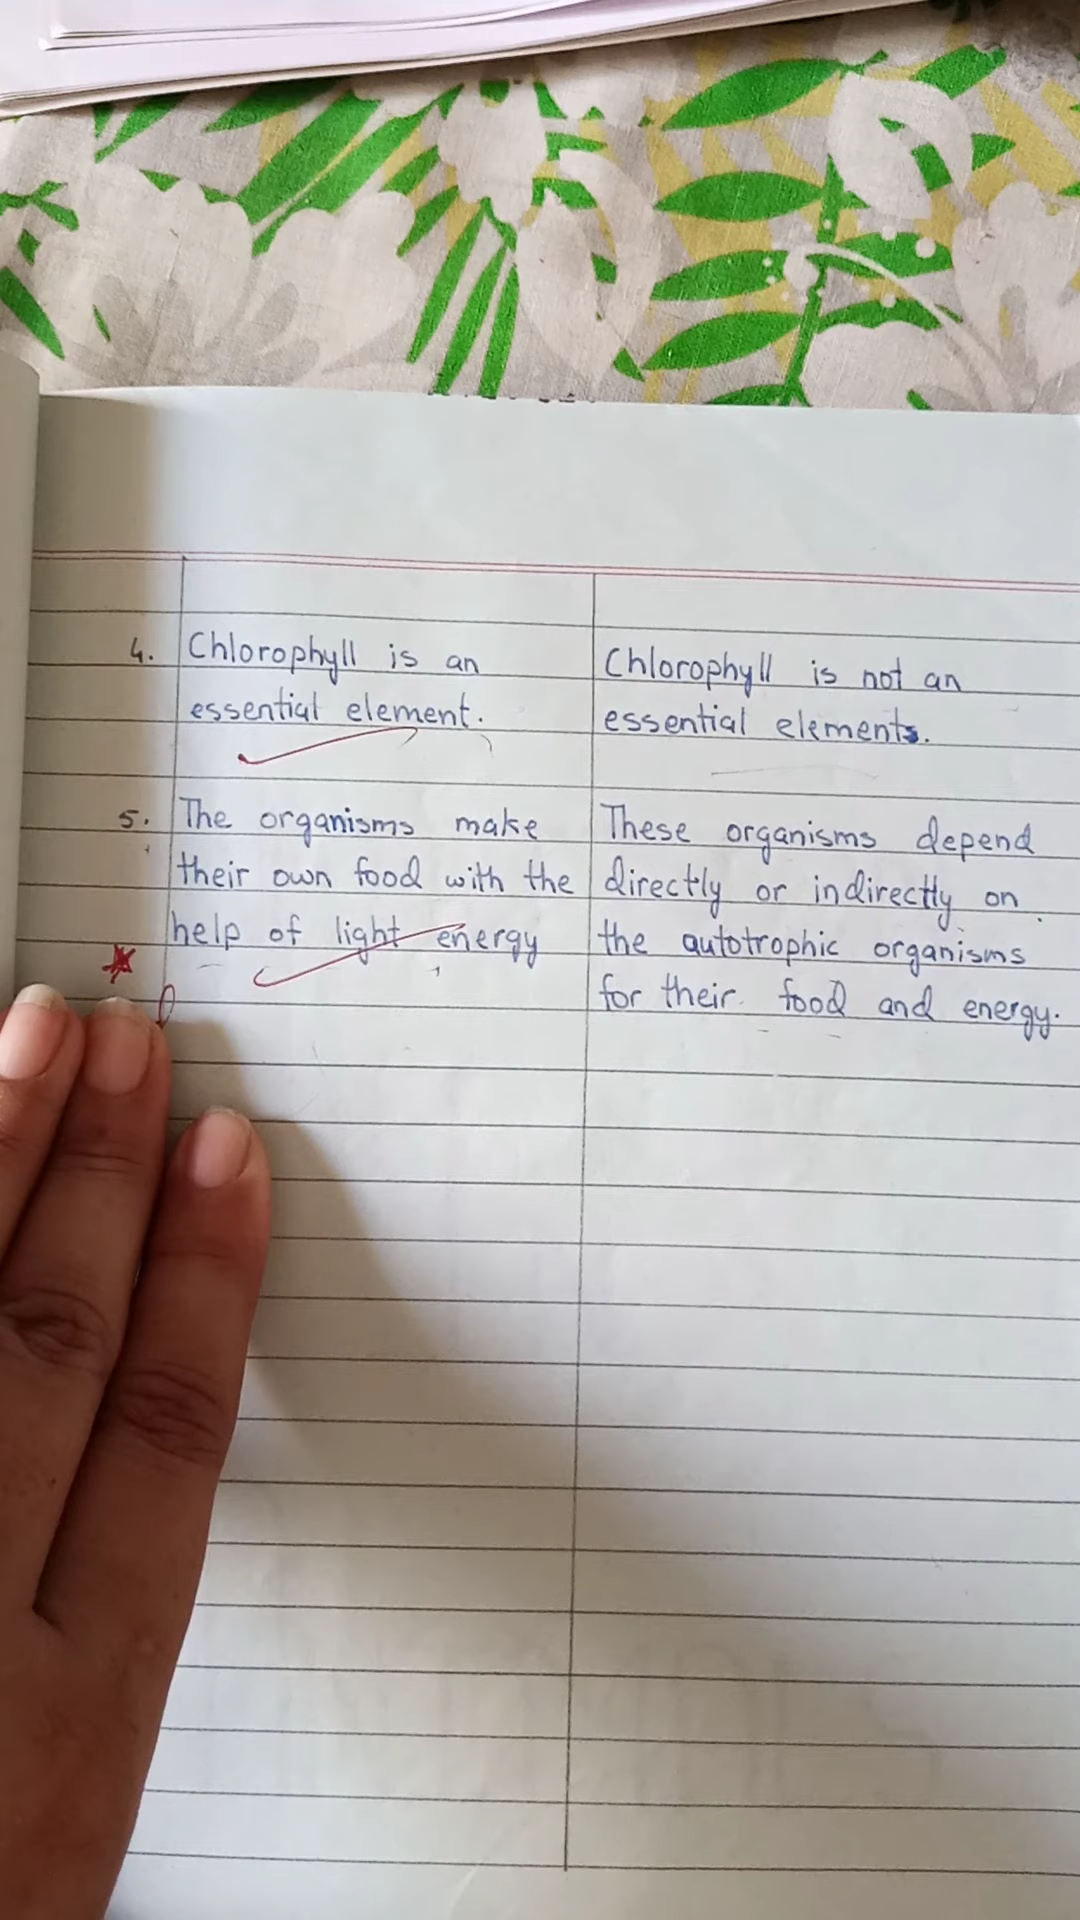 4. Chlorophyll is an
essential element.
Chlorophyll is not an
essential elements.
5. The organisms make
their own food with the
help of light energy
These organisms depend
directly or indirectly on
the autotrophic organisms
for their food and energy.